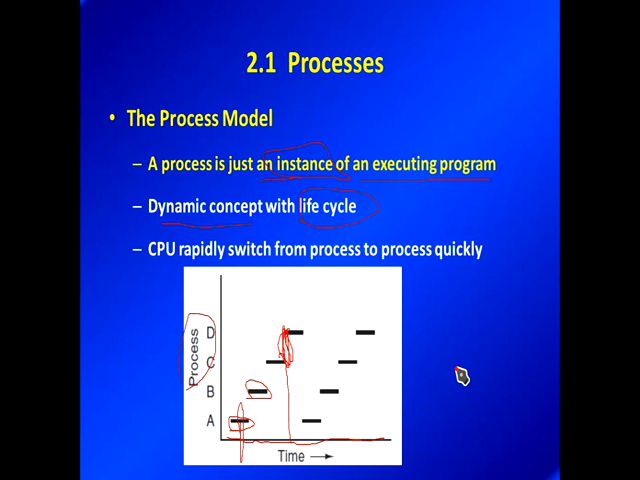 2.1 Processes
• The Process Model
– A process is just an instance of an executing program
– Dynamic concept with life cycle
– CPU rapidly switch from process to process quickly
Process
D
C
B
A
Time